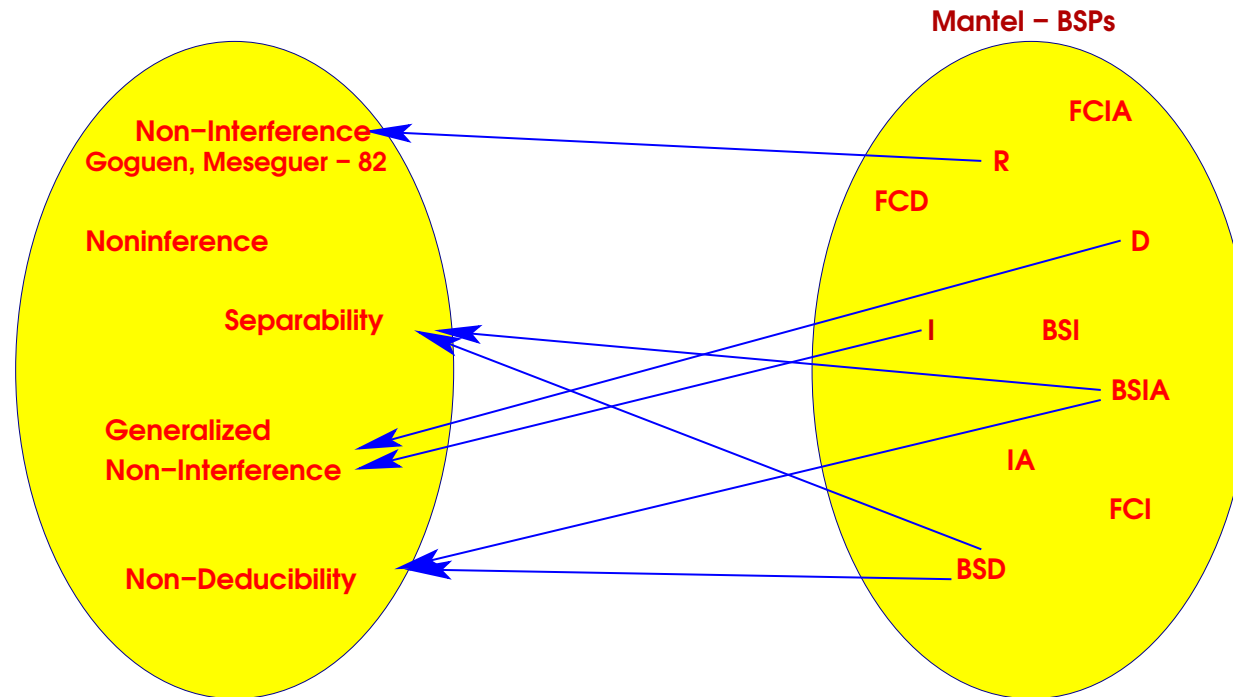 Mantel – BSPs
Non–Interference
Goguen, Meseguer – 82
Noninference
Separability
Generalized
Non–Interference
Non–Deducibility
FCIA
R
FCD
D
I
BSI
BSIA
IA
FCI
BSD